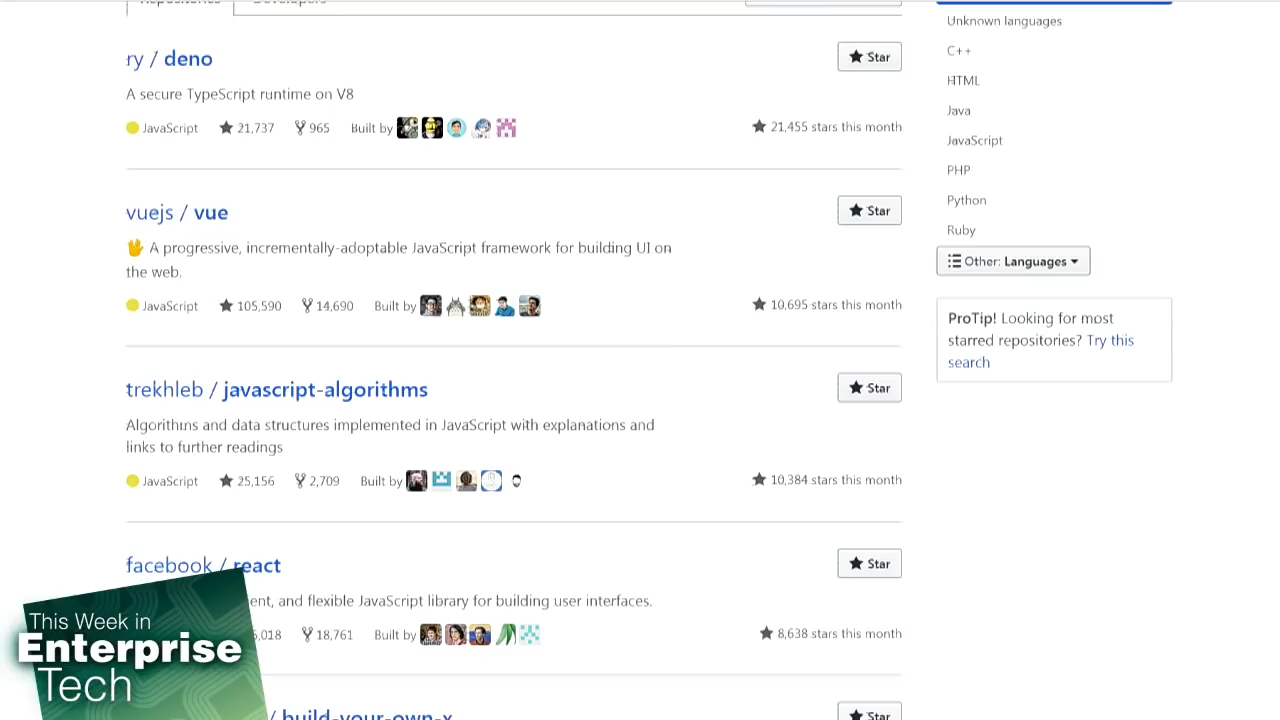 Repositories
Developers
ry / deno
Star
A secure TypeScript runtime on V8
JavaScript
21,737
965
Built by
21,455 stars this month
vuejs / vue
Star
🖖 A progressive, incrementally-adoptable JavaScript framework for building UI on
the web.
JavaScript
105,590
14,690
Built by
10,695 stars this month
trekhleb / javascript-algorithms
Star
Algorithms and data structures implemented in JavaScript with explanations and
links to further readings
JavaScript
25,156
2,709
Built by
10,384 stars this month
facebook / react
Star
and flexible JavaScript library for building user interfaces.
18,761
Built by
8,638 stars this month
/ build-your-own-x
Star
Unknown languages
C++
HTML
Java
JavaScript
PHP
Python
Ruby
Other: Languages
ProTip! Looking for most
starred repositories? Try this
search
This Week in
Enterprise
Tech